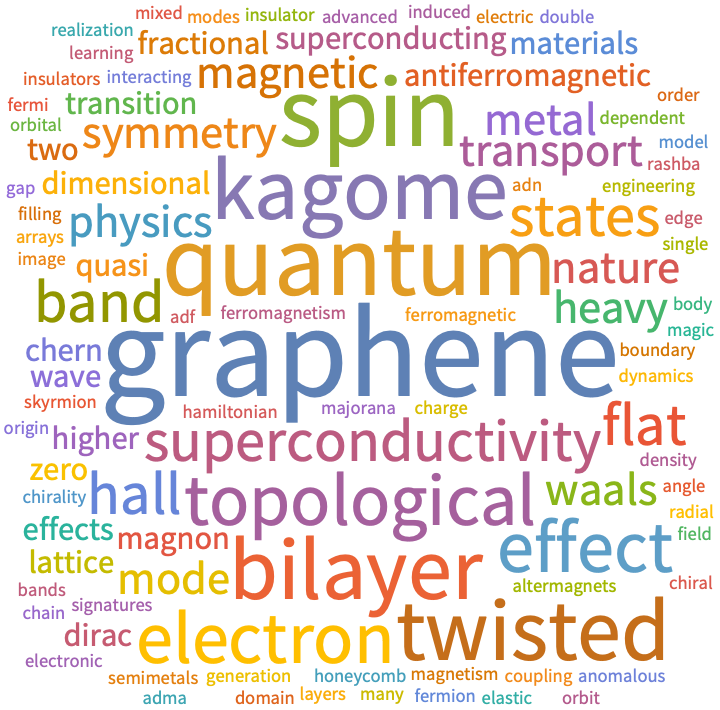 mixed modes insulator advanced induced electric double
realization fractional superconducting materials
learning
insulators interacting magnetic antiferromagnetic
fermi transition spin order
orbital symmetry metal dependent
two transport model
kagome rashba
gap dimensional adn engineering
filling physics states edge
arrays single
image quasi quantum nature
band heavy body
adf ferromagnetism ferromagnetic magic
chern graphene boundary
wave dynamics
skyrmion hamiltonian majorana charge
origin higher superconductivity flat
zero density
chirality hall topological waals angle
radial
effects magnon effect field
lattice mode bilayer altermagnets chiral
bands
chain signatures
dirac electron twisted
electronic
semimetals generation honeycomb magnetism coupling anomalous
adma domain layers many fermion elastic orbit